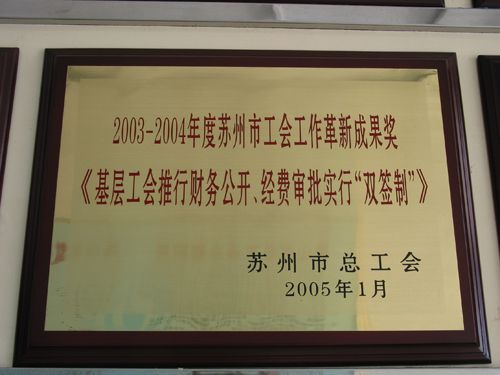 2003-2004年度苏州市工会工作革新成果奖
《基层工会推行财务公开、经费审批实行“双签制”》
苏州市总工会
2005年1月